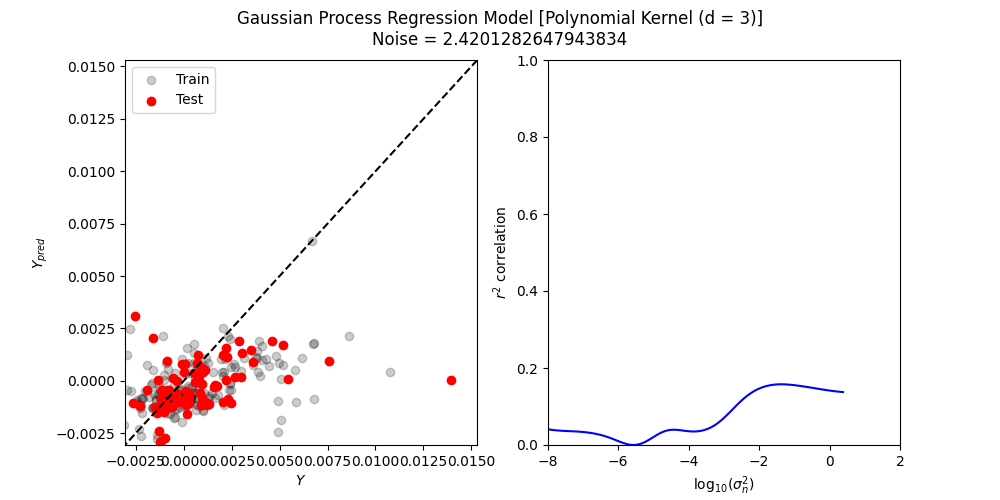 Gaussian Process Regression Model [Polynomial Kernel (d = 3)]
Noise = 2.4201282647943834
0.0150
0.0125
0.0100
0.0075
0.0050
0.0025
0.0000
−0.0025
Y_pred
Train
Test
−0.0025 0.0000 0.0025 0.0050 0.0075 0.0100 0.0125 0.0150
Y
1.0
0.8
0.6
0.4
0.2
0.0
r² correlation
−8 −6 −4 −2 0 2
log₁₀(σₙ²)